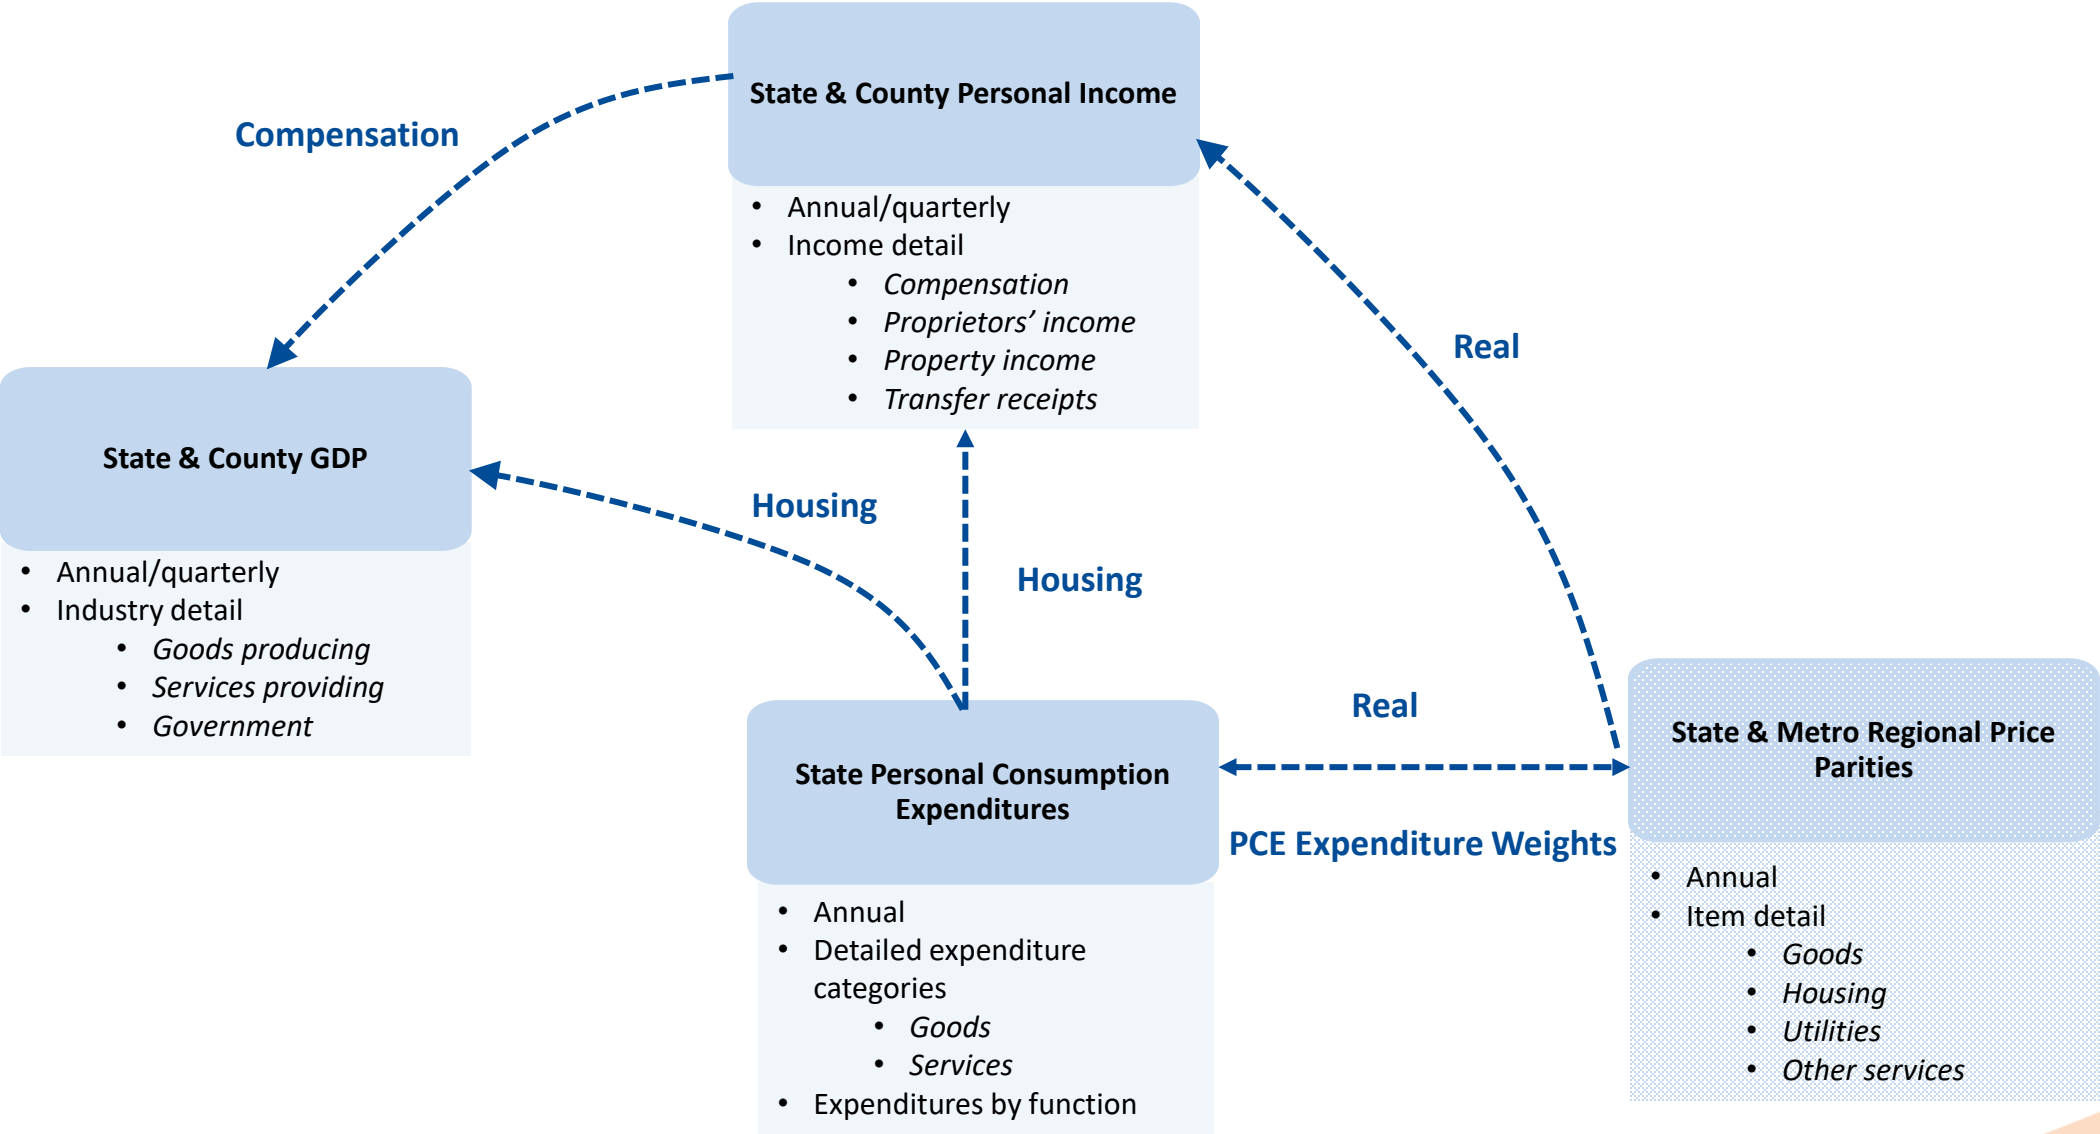 State & County Personal Income
• Annual/quarterly
• Income detail
• Compensation
• Proprietors’ income
• Property income
• Transfer receipts
Compensation
Real
State & County GDP
• Annual/quarterly
• Industry detail
• Goods producing
• Services providing
• Government
Housing
Housing
Real
PCE Expenditure Weights
State Personal Consumption
Expenditures
• Annual
• Detailed expenditure
categories
• Goods
• Services
• Expenditures by function
State & Metro Regional Price
Parities
• Annual
• Item detail
• Goods
• Housing
• Utilities
• Other services